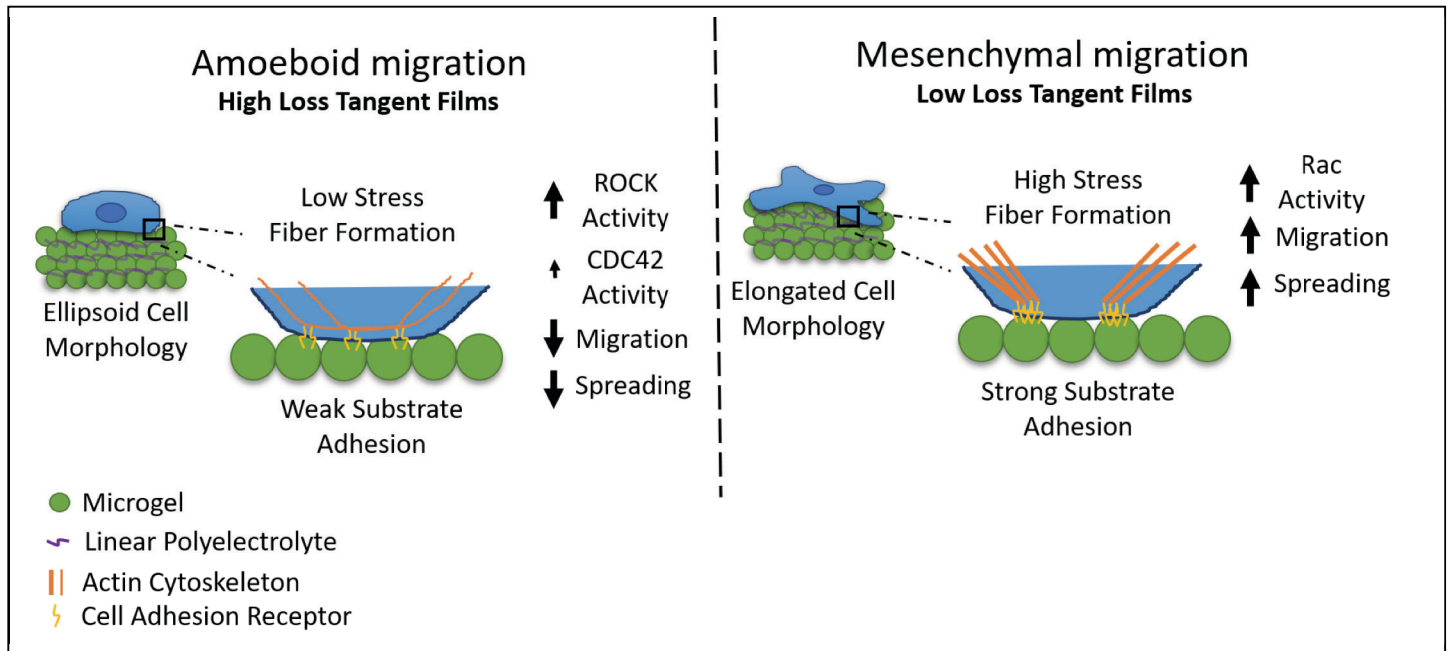 Amoeboid migration
High Loss Tangent Films
Low Stress
Fiber Formation
ROCK
Activity
CDC42
Activity
Migration
Spreading
Ellipsoid Cell
Morphology
Weak Substrate
Adhesion
Mesenchymal migration
Low Loss Tangent Films
High Stress
Fiber Formation
Rac
Activity
Migration
Spreading
Elongated Cell
Morphology
Strong Substrate
Adhesion
Microgel
Linear Polyelectrolyte
Actin Cytoskeleton
Cell Adhesion Receptor